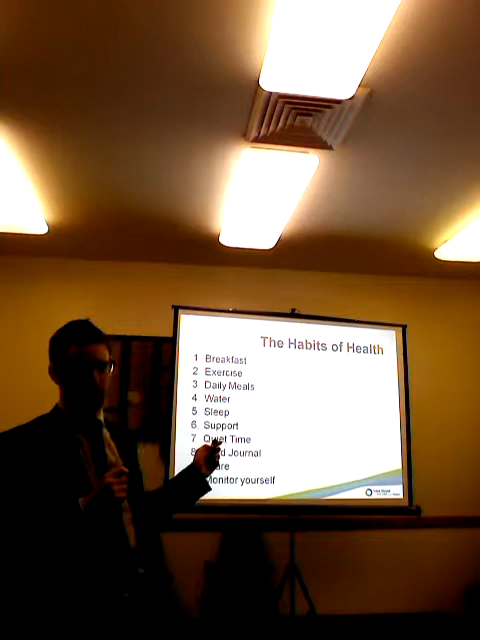 The Habits of Health
1 Breakfast
2 Exercise
3 Daily Meals
4 Water
5 Sleep
6 Support
7 Quiet Time
8 Journal
Monitor yourself